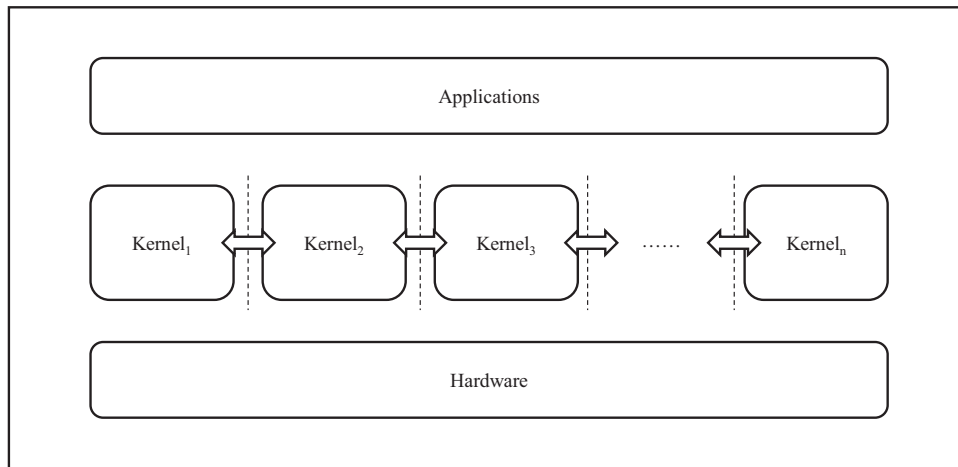 Applications
Kernel₁ Kernel₂ Kernel₃ ...... Kernelₙ
Hardware